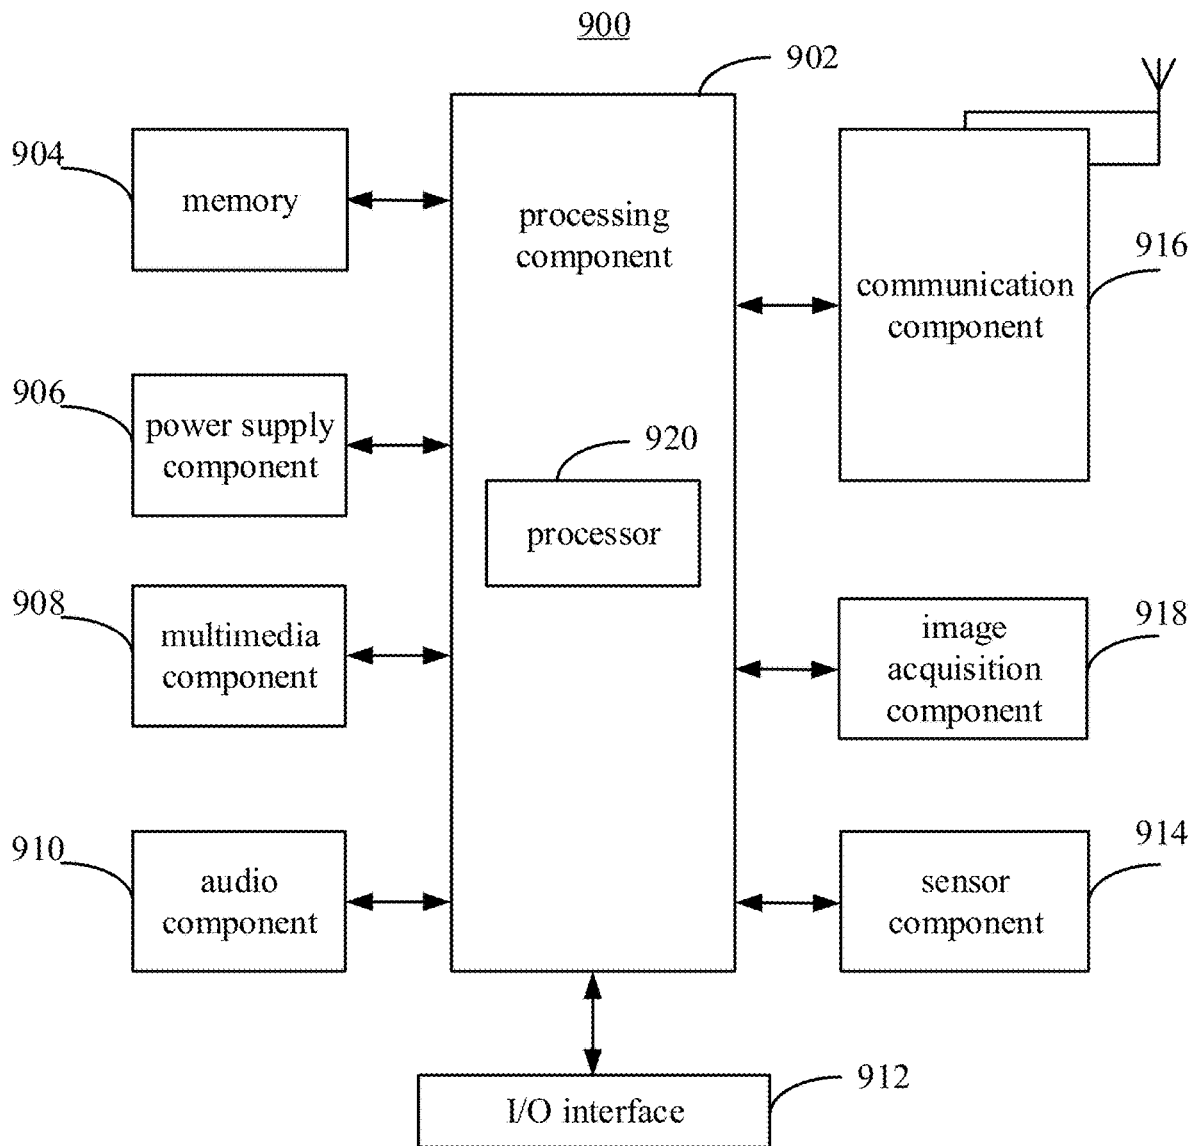 900
902
904
memory
processing
component
916
communication
component
906
power supply
component
920
processor
908
multimedia
component
918
image
acquisition
component
910
audio
component
914
sensor
component
912
I/O interface